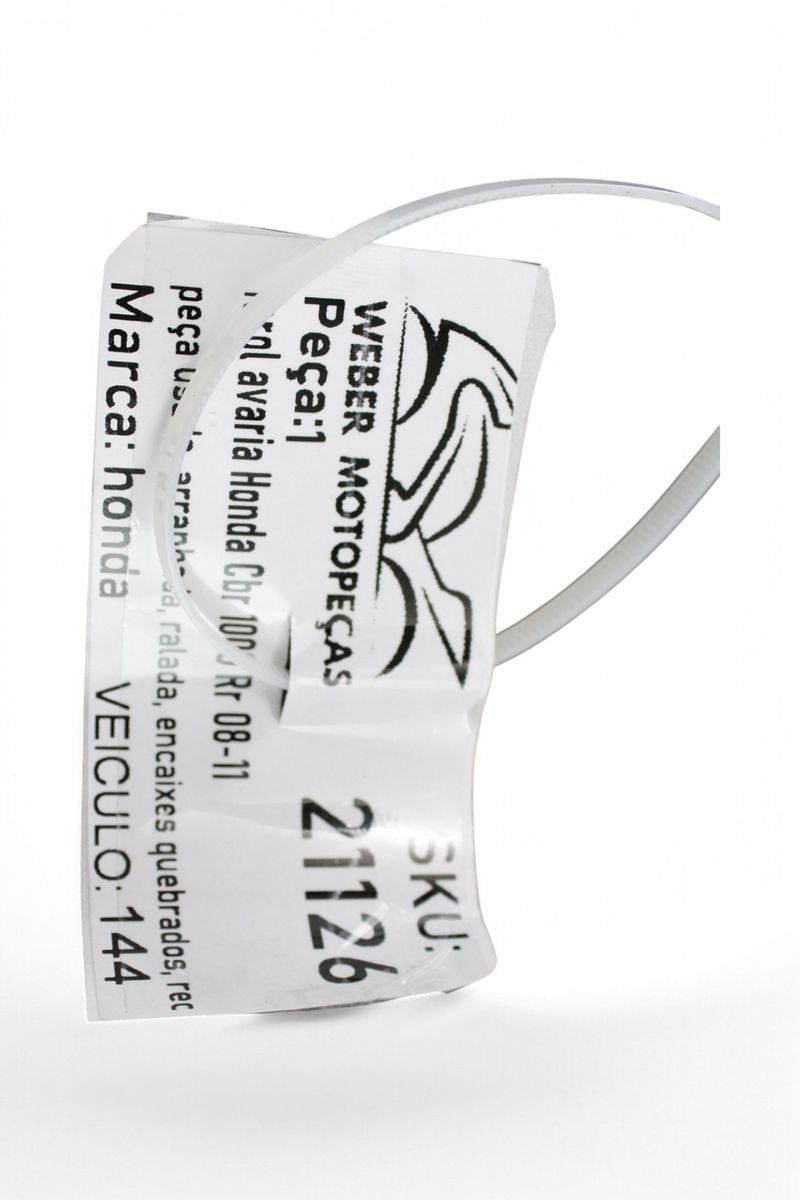 WEBER MOTOPEÇAS
SKU:
Peça:1
21126
avaria Honda Cbr Rr 08-11
peça ralada, encaixes quebrados, rec
Marca: honda VEICULO: 144